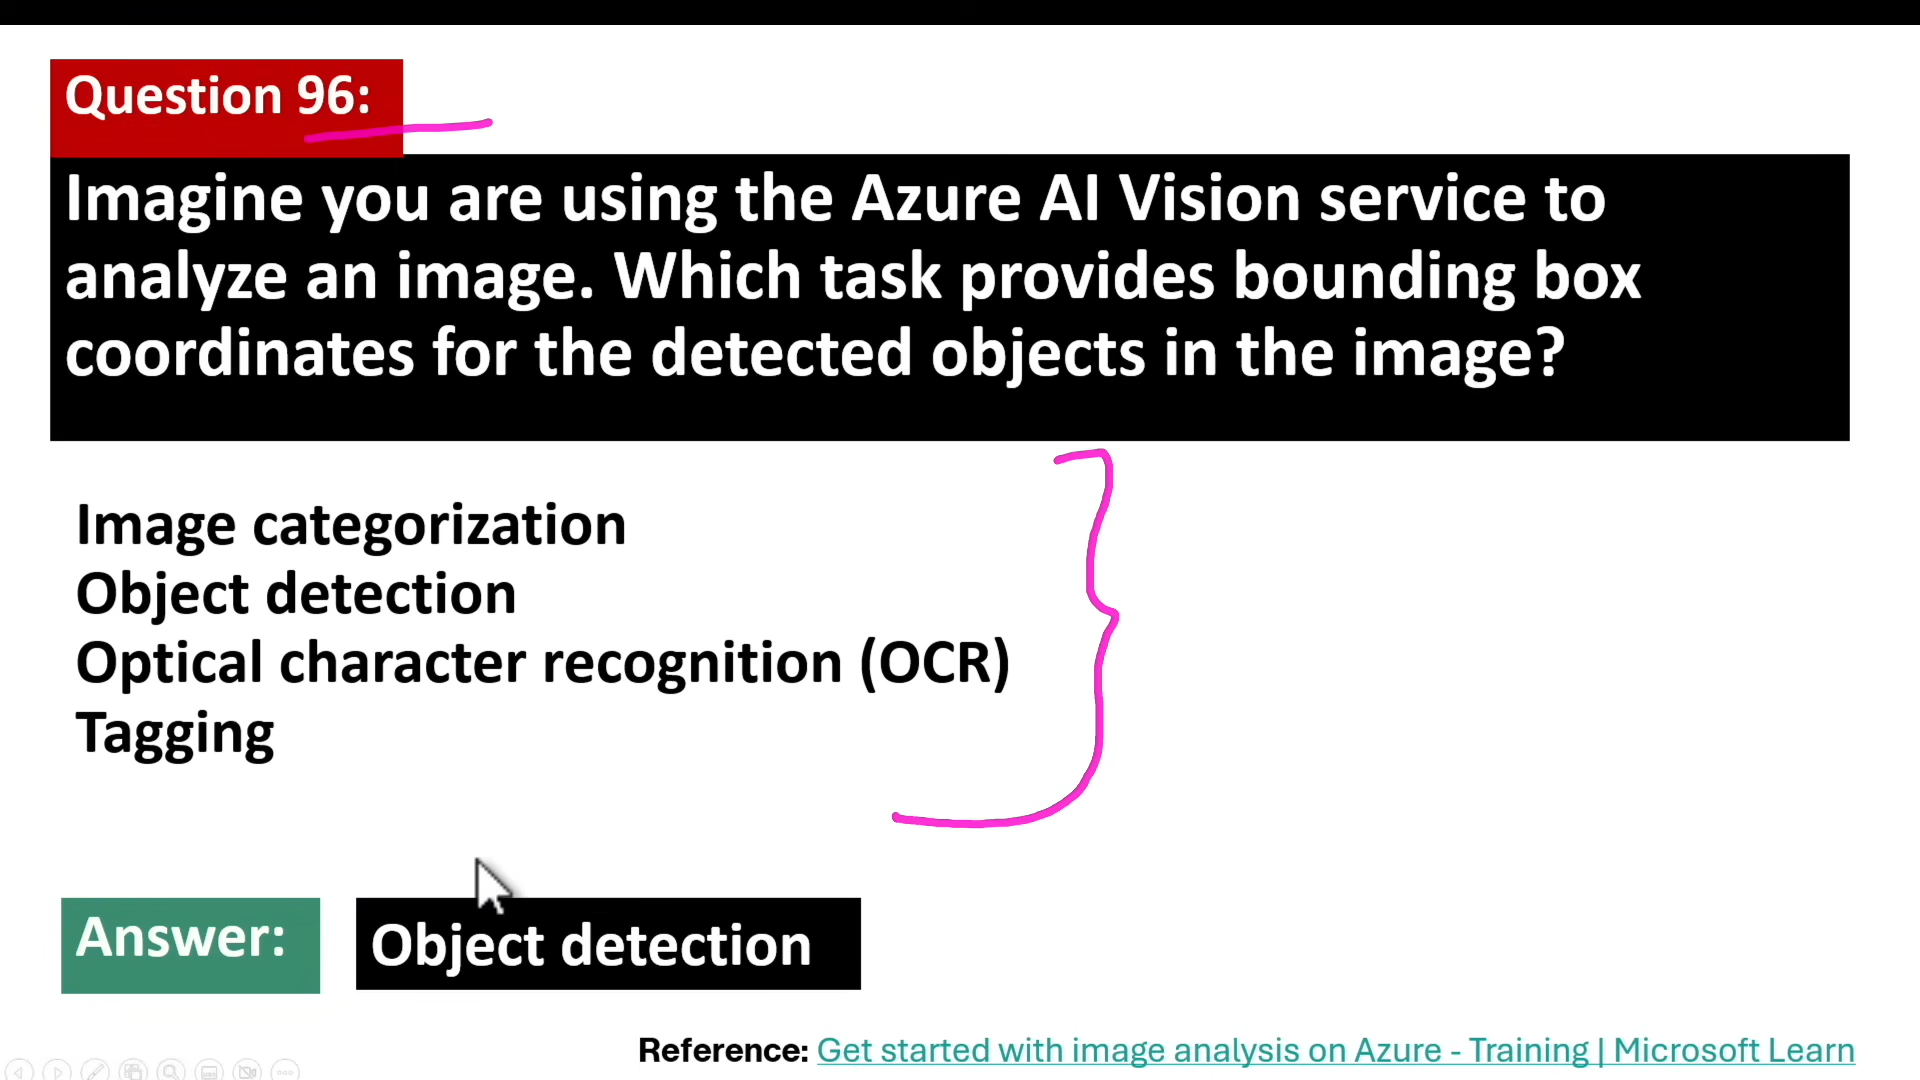 Question 96:
Imagine you are using the Azure AI Vision service to
analyze an image. Which task provides bounding box
coordinates for the detected objects in the image?
Image categorization
Object detection
Optical character recognition (OCR)
Tagging
Answer:
Object detection
Reference: Get started with image analysis on Azure - Training | Microsoft Learn